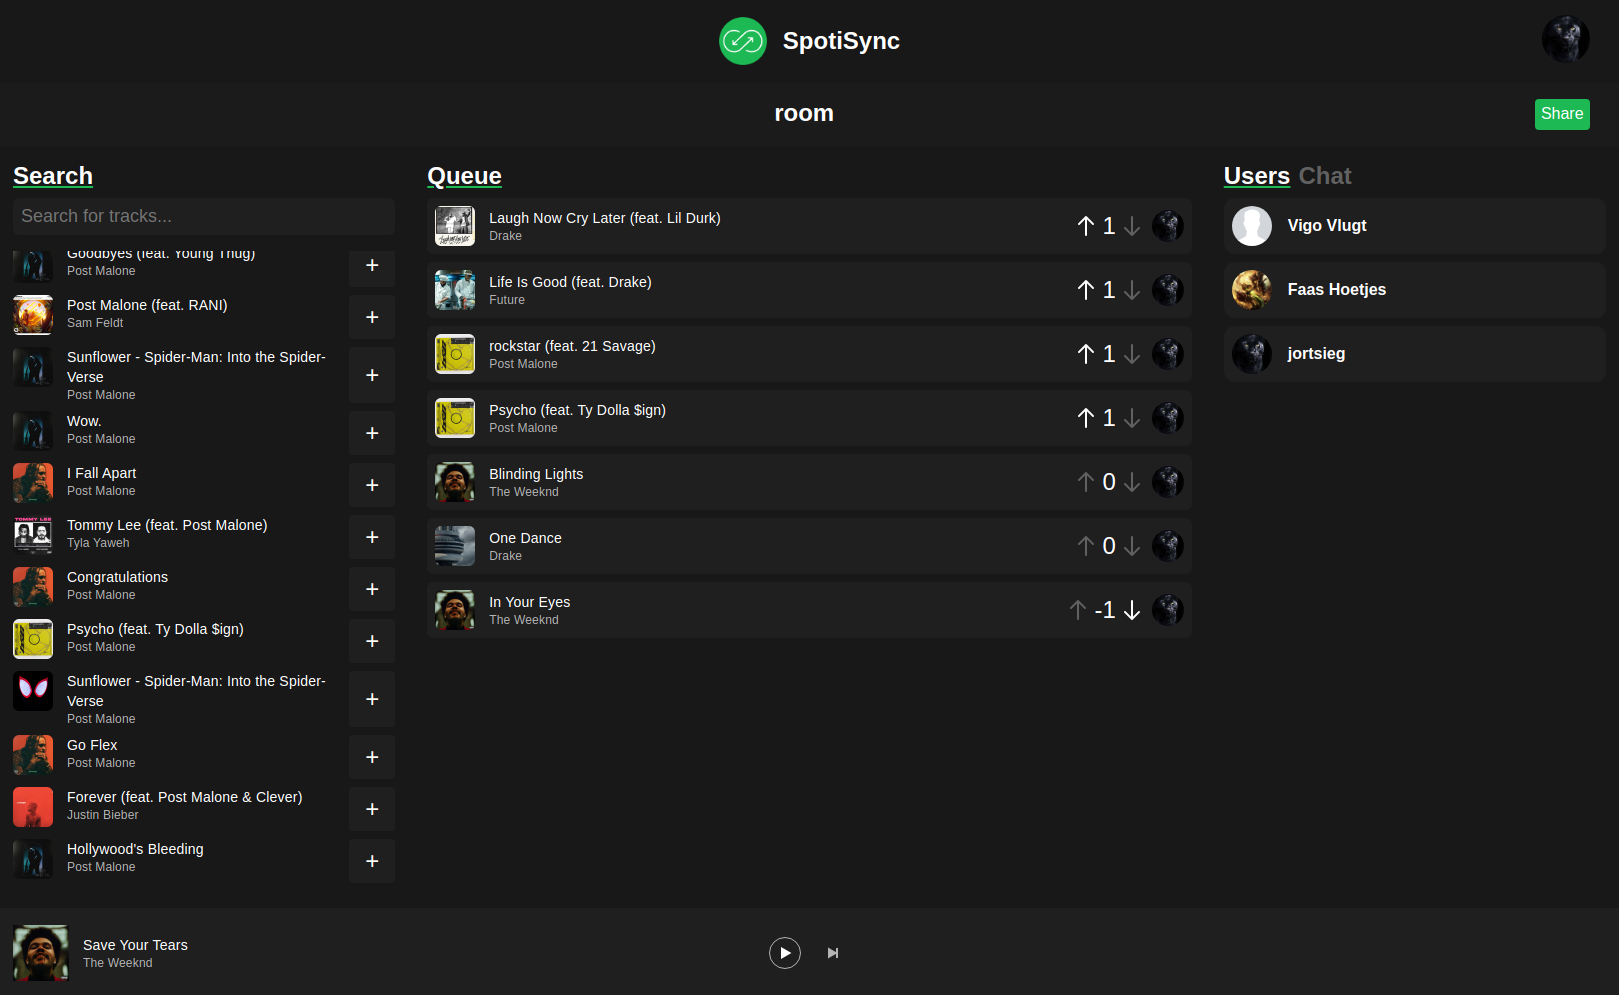 SpotiSync
room
Share
Search
Search for tracks...
Goodbyes (feat. Young Thug)
Post Malone
+
Post Malone (feat. RANI)
Sam Feldt
+
Sunflower - Spider-Man: Into the Spider-
Verse
Post Malone
+
Wow.
Post Malone
+
I Fall Apart
Post Malone
+
TOMMY LEE
Tommy Lee (feat. Post Malone)
Tyla Yaweh
+
Congratulations
Post Malone
+
Psycho (feat. Ty Dolla $ign)
Post Malone
+
Sunflower - Spider-Man: Into the Spider-
Verse
Post Malone
+
Go Flex
Post Malone
+
Forever (feat. Post Malone & Clever)
Justin Bieber
+
Hollywood's Bleeding
Post Malone
+
Queue
Laugh Now Cry Later (feat. Lil Durk)
Drake
1
Life Is Good (feat. Drake)
Future
1
rockstar (feat. 21 Savage)
Post Malone
1
Psycho (feat. Ty Dolla $ign)
Post Malone
1
Blinding Lights
The Weeknd
0
One Dance
Drake
0
In Your Eyes
The Weeknd
-1
Users Chat
Vigo Vlugt
Faas Hoetjes
jortsieg
Save Your Tears
The Weeknd